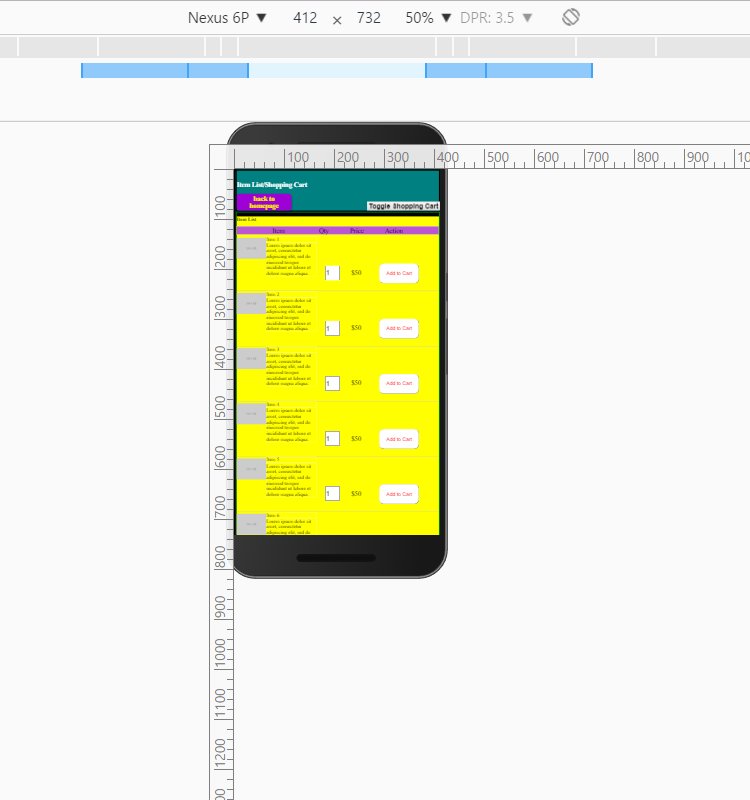 Nexus 6P ▼ 412 × 732 50% ▼ DPR: 3.5 ▼
100 200 300 400 500 600 700 800 900 10
Item List/Shopping Cart
back to
homepage
Toggle Shopping Cart
Item List
Item Qty Price Action
Item 1
Lorem ipsum dolor sit
amet, consectetur
adipiscing elit, sed do
eiusmod tempor
incididunt ut labore et
dolore magna aliqua.
1 $50 Add to Cart
Item 2
Lorem ipsum dolor sit
amet, consectetur
adipiscing elit, sed do
eiusmod tempor
incididunt ut labore et
dolore magna aliqua.
1 $50 Add to Cart
Item 3
Lorem ipsum dolor sit
amet, consectetur
adipiscing elit, sed do
eiusmod tempor
incididunt ut labore et
dolore magna aliqua.
1 $50 Add to Cart
Item 4
Lorem ipsum dolor sit
amet, consectetur
adipiscing elit, sed do
eiusmod tempor
incididunt ut labore et
dolore magna aliqua.
1 $50 Add to Cart
Item 5
Lorem ipsum dolor sit
amet, consectetur
adipiscing elit, sed do
eiusmod tempor
incididunt ut labore et
dolore magna aliqua.
1 $50 Add to Cart
Item 6
Lorem ipsum dolor sit
amet, consectetur
adipiscing elit, sed do
100
200
300
400
500
600
700
800
900
1000
1100
1200